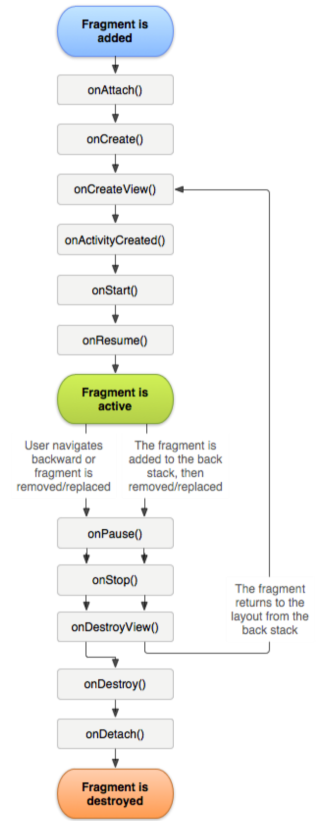 Fragment is
added
onAttach()
onCreate()
onCreateView()
onActivityCreated()
onStart()
onResume()
Fragment is
active
User navigates
backward or
fragment is
removed/replaced
The fragment is
added to the back
stack, then
removed/replaced
onPause()
onStop()
onDestroyView()
The fragment
returns to the
layout from the
back stack
onDestroy()
onDetach()
Fragment is
destroyed